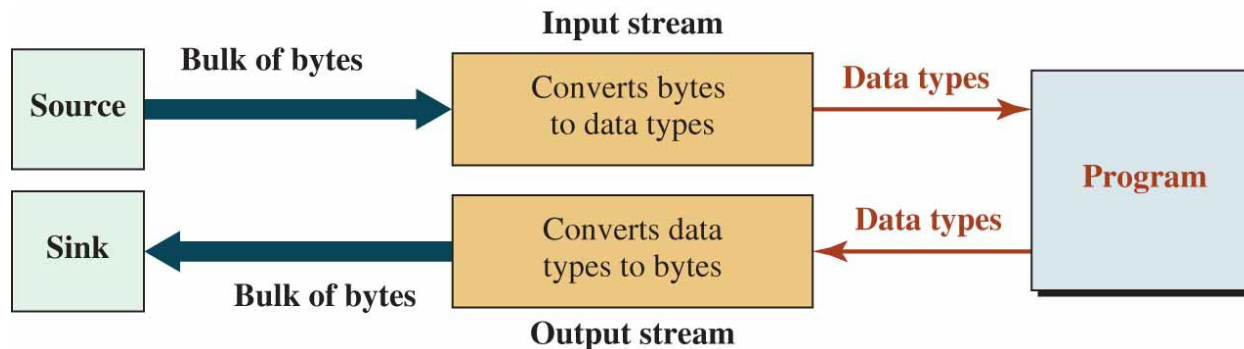 Input stream
Bulk of bytes
Source
Converts bytes
to data types
Data types
Program
Sink
Converts data
types to bytes
Data types
Bulk of bytes
Output stream